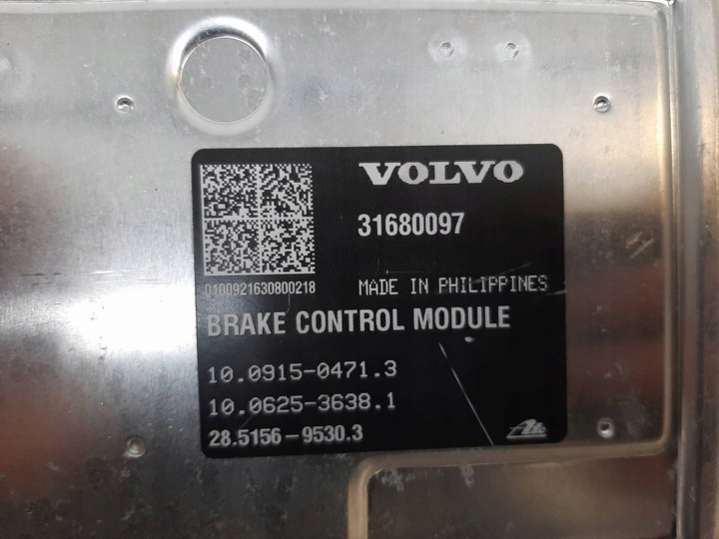 VOLVO
31680097
0100921630800218
MADE IN PHILIPPINES
BRAKE CONTROL MODULE
10.0915-0471.3
10.0625-3638.1
28.5156-9530.3